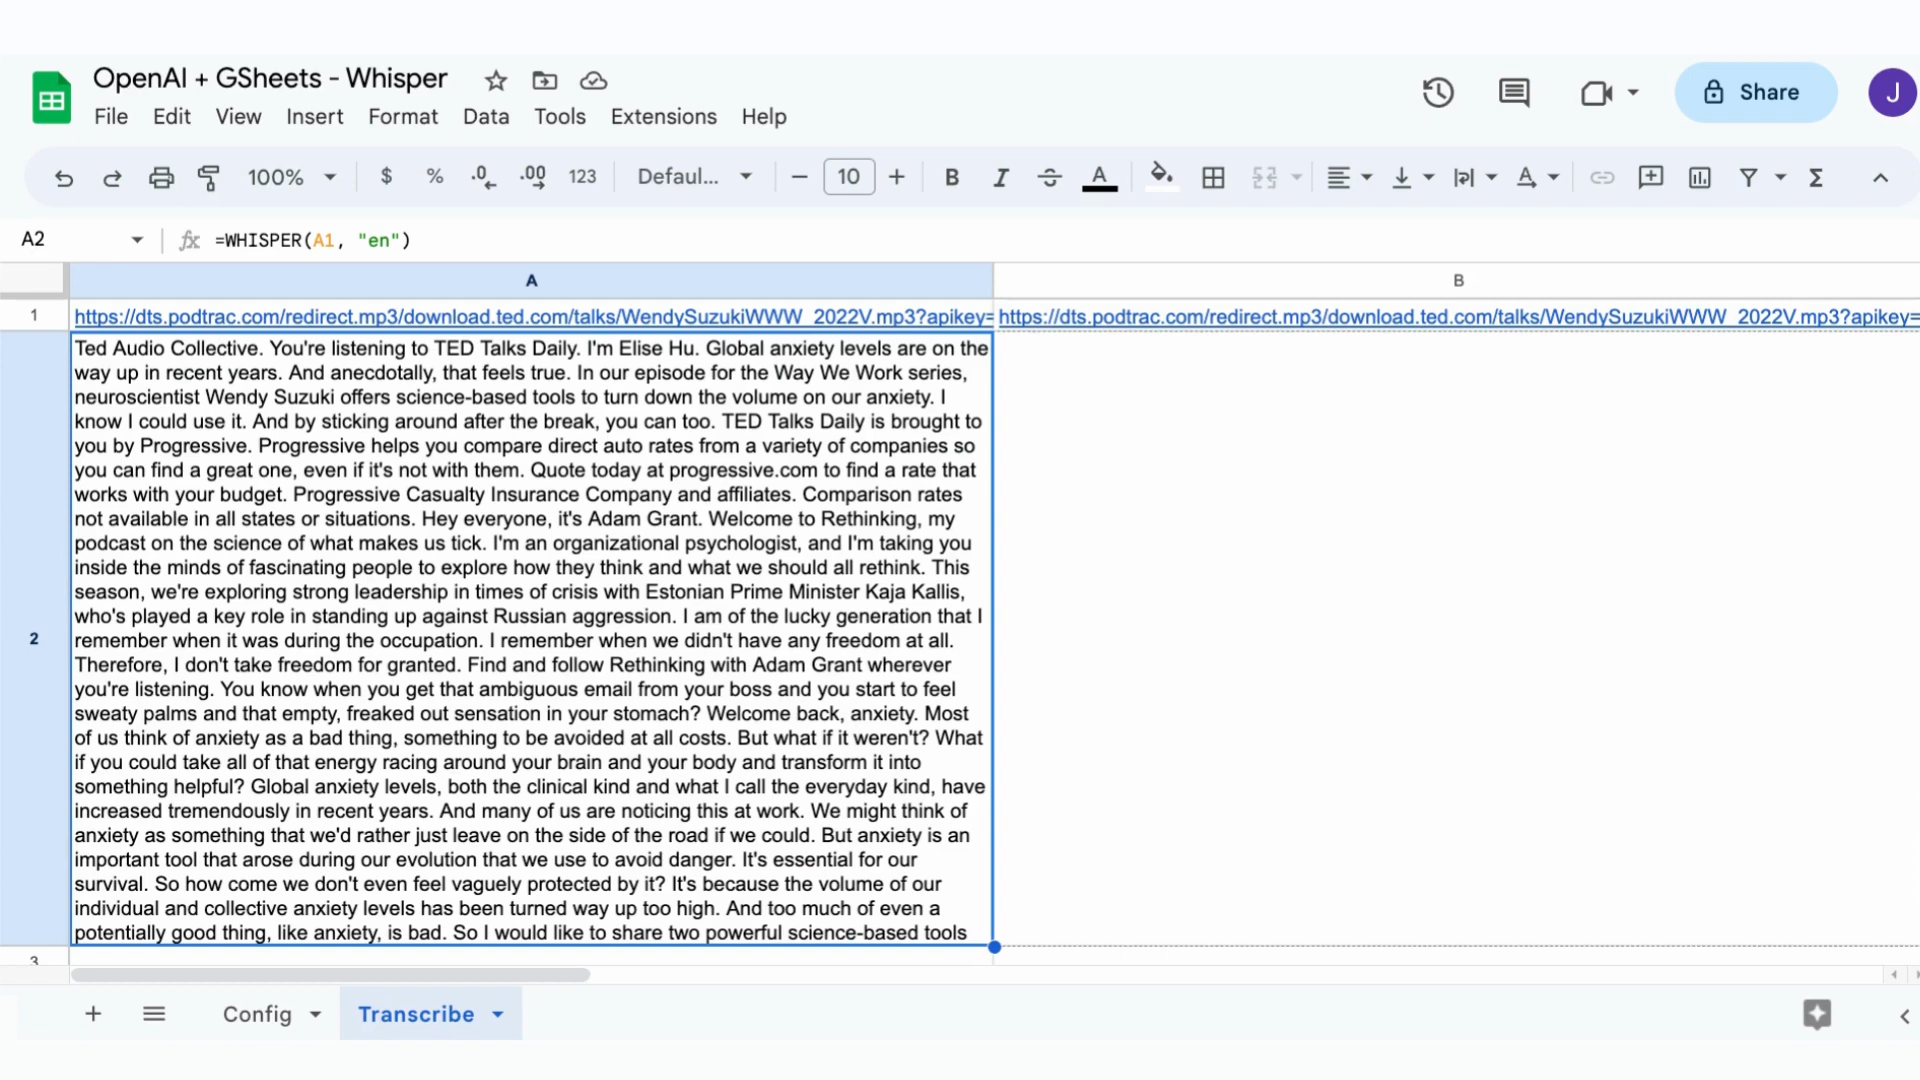 OpenAI + GSheets - Whisper
File Edit View Insert Format Data Tools Extensions Help
Share
J
100% $ % .0 .00 123 Defaul... 10 B I A A
A2 fx =WHISPER(A1, "en")
A B
1 https://dts.podtrac.com/redirect.mp3/download.ted.com/talks/WendySuzukiWWW_2022V.mp3?apikey= https://dts.podtrac.com/redirect.mp3/download.ted.com/talks/WendySuzukiWWW_2022V.mp3?apikey=
Ted Audio Collective. You're listening to TED Talks Daily. I'm Elise Hu. Global anxiety levels are on the
way up in recent years. And anecdotally, that feels true. In our episode for the Way We Work series,
neuroscientist Wendy Suzuki offers science-based tools to turn down the volume on our anxiety. I
know I could use it. And by sticking around after the break, you can too. TED Talks Daily is brought to
you by Progressive. Progressive helps you compare direct auto rates from a variety of companies so
you can find a great one, even if it's not with them. Quote today at progressive.com to find a rate that
works with your budget. Progressive Casualty Insurance Company and affiliates. Comparison rates
not available in all states or situations. Hey everyone, it's Adam Grant. Welcome to Rethinking, my
podcast on the science of what makes us tick. I'm an organizational psychologist, and I'm taking you
inside the minds of fascinating people to explore how they think and what we should all rethink. This
season, we're exploring strong leadership in times of crisis with Estonian Prime Minister Kaja Kallis,
who's played a key role in standing up against Russian aggression. I am of the lucky generation that I
2 remember when it was during the occupation. I remember when we didn't have any freedom at all.
Therefore, I don't take freedom for granted. Find and follow Rethinking with Adam Grant wherever
you're listening. You know when you get that ambiguous email from your boss and you start to feel
sweaty palms and that empty, freaked out sensation in your stomach? Welcome back, anxiety. Most
of us think of anxiety as a bad thing, something to be avoided at all costs. But what if it weren't? What
if you could take all of that energy racing around your brain and your body and transform it into
something helpful? Global anxiety levels, both the clinical kind and what I call the everyday kind, have
increased tremendously in recent years. And many of us are noticing this at work. We might think of
anxiety as something that we'd rather just leave on the side of the road if we could. But anxiety is an
important tool that arose during our evolution that we use to avoid danger. It's essential for our
survival. So how come we don't even feel vaguely protected by it? It's because the volume of our
individual and collective anxiety levels has been turned way up too high. And too much of even a
potentially good thing, like anxiety, is bad. So I would like to share two powerful science-based tools
3
Config Transcribe